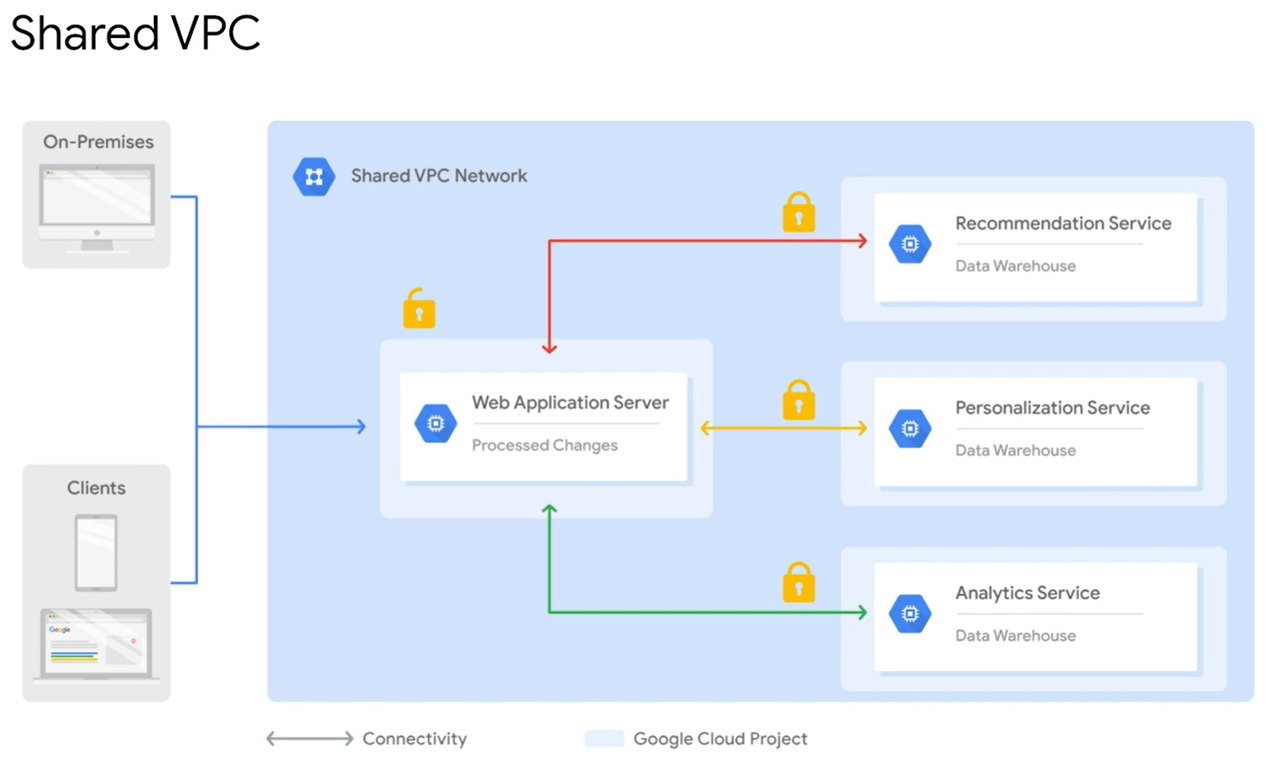 Shared VPC
On-Premises
Shared VPC Network
Recommendation Service
Data Warehouse
Web Application Server
Processed Changes
Personalization Service
Data Warehouse
Clients
Google
Analytics Service
Data Warehouse
Connectivity
Google Cloud Project